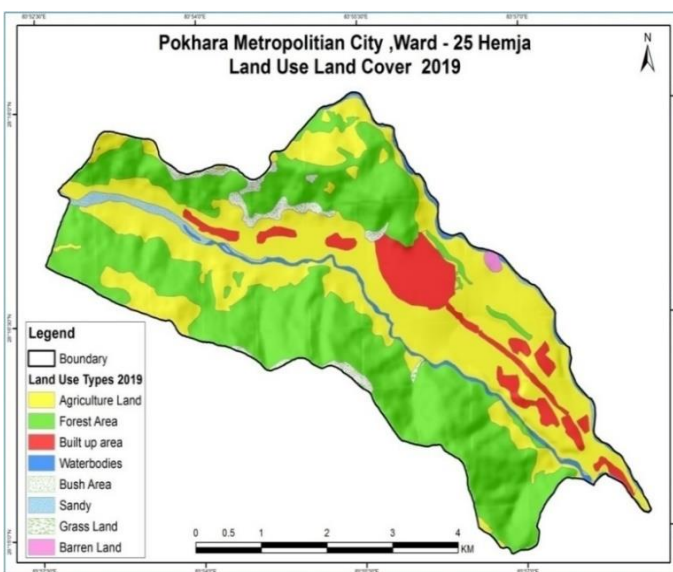 Pokhara Metropolitian City ,Ward - 25 Hemja
Land Use Land Cover 2019
N
Legend
Boundary
Land Use Types 2019
Agriculture Land
Forest Area
Built up area
Waterbodies
Bush Area
Sandy
Grass Land
Barren Land
0 0.5 1 2 3 4
KM